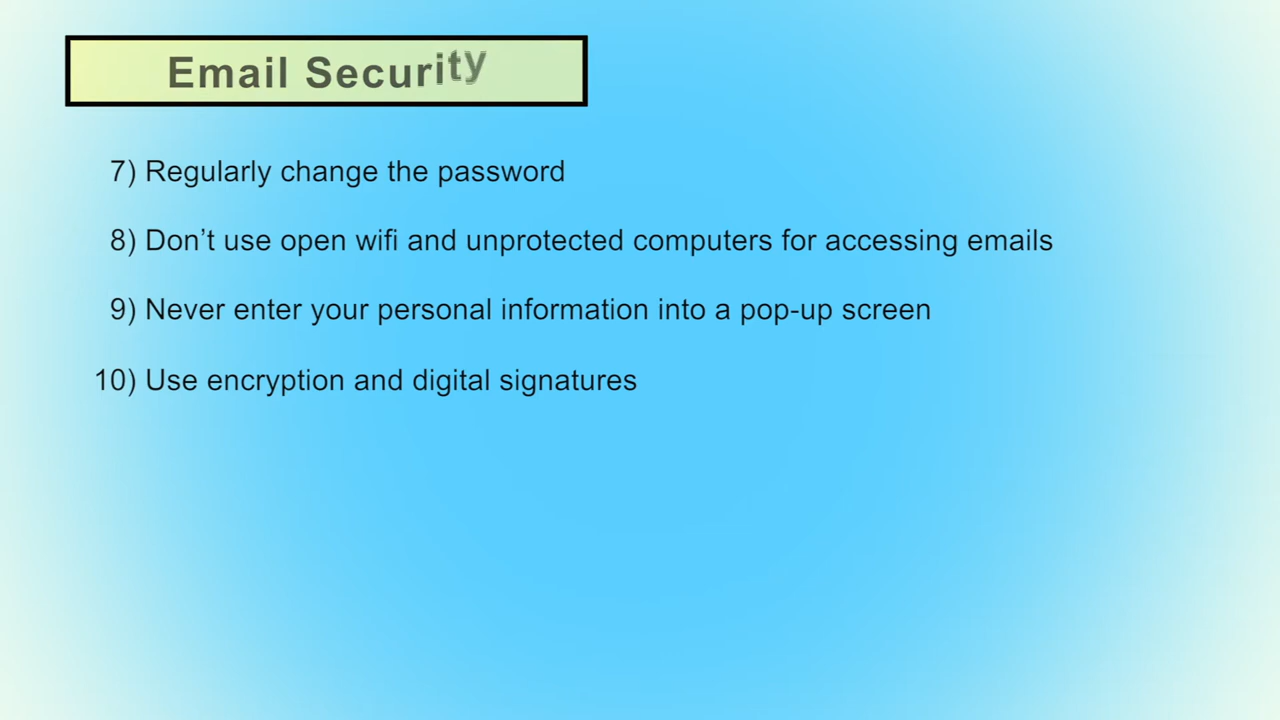 Email Security
7) Regularly change the password
8) Don’t use open wifi and unprotected computers for accessing emails
9) Never enter your personal information into a pop-up screen
10) Use encryption and digital signatures